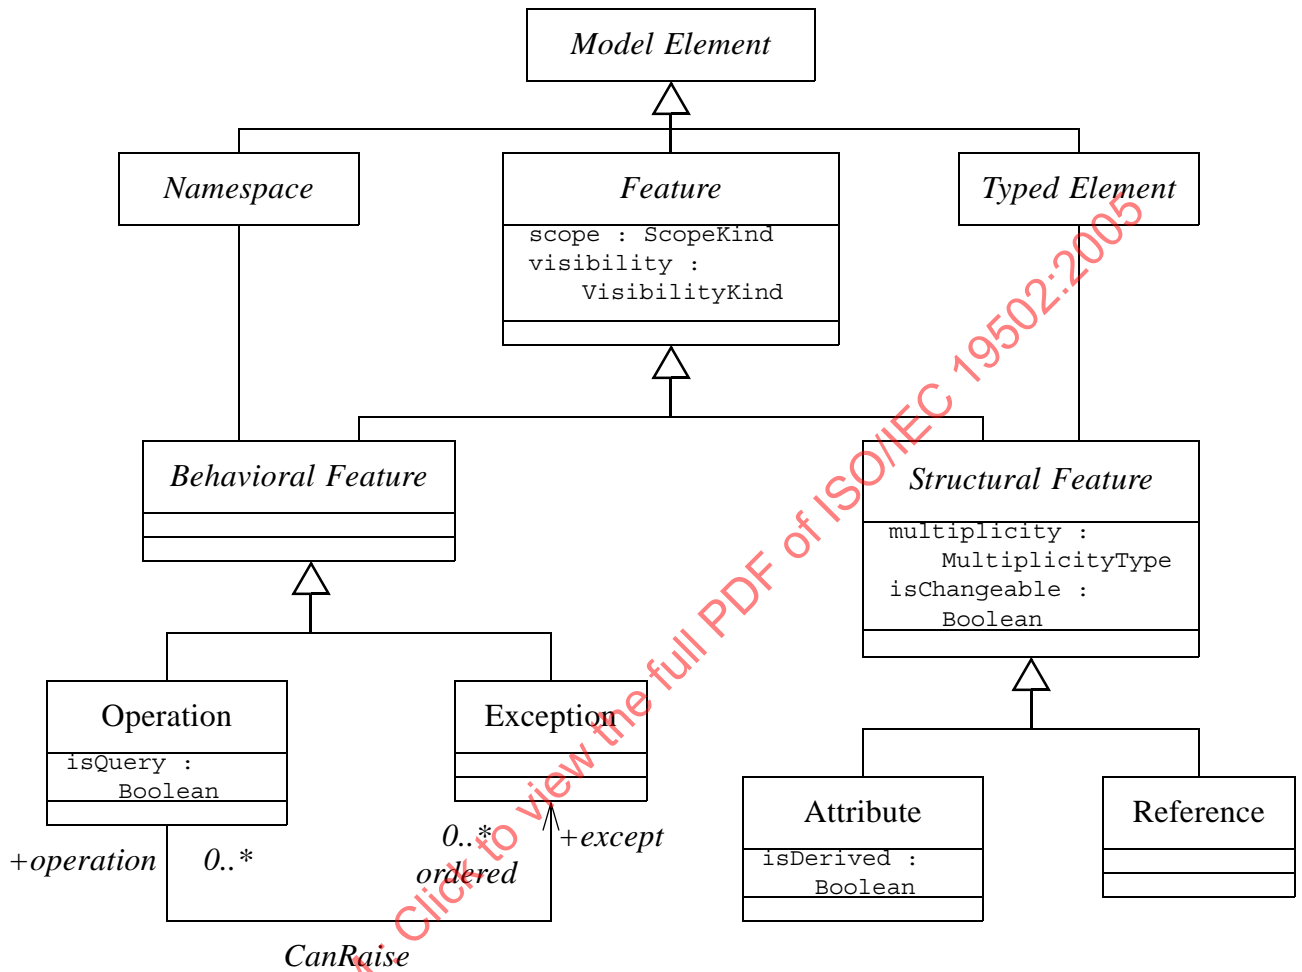 Model Element
Namespace
Feature
Typed Element
scope : ScopeKind
visibility :
VisibilityKind
Behavioral Feature
Structural Feature
multiplicity :
MultiplicityType
isChangeable :
Boolean
Operation
Exception
isQuery :
Boolean
Attribute
Reference
isDerived :
Boolean
+operation
0..*
0..*
ordered
+except
CanRaise
: Click to view the full PDF of ISO/IEC 19502:2005